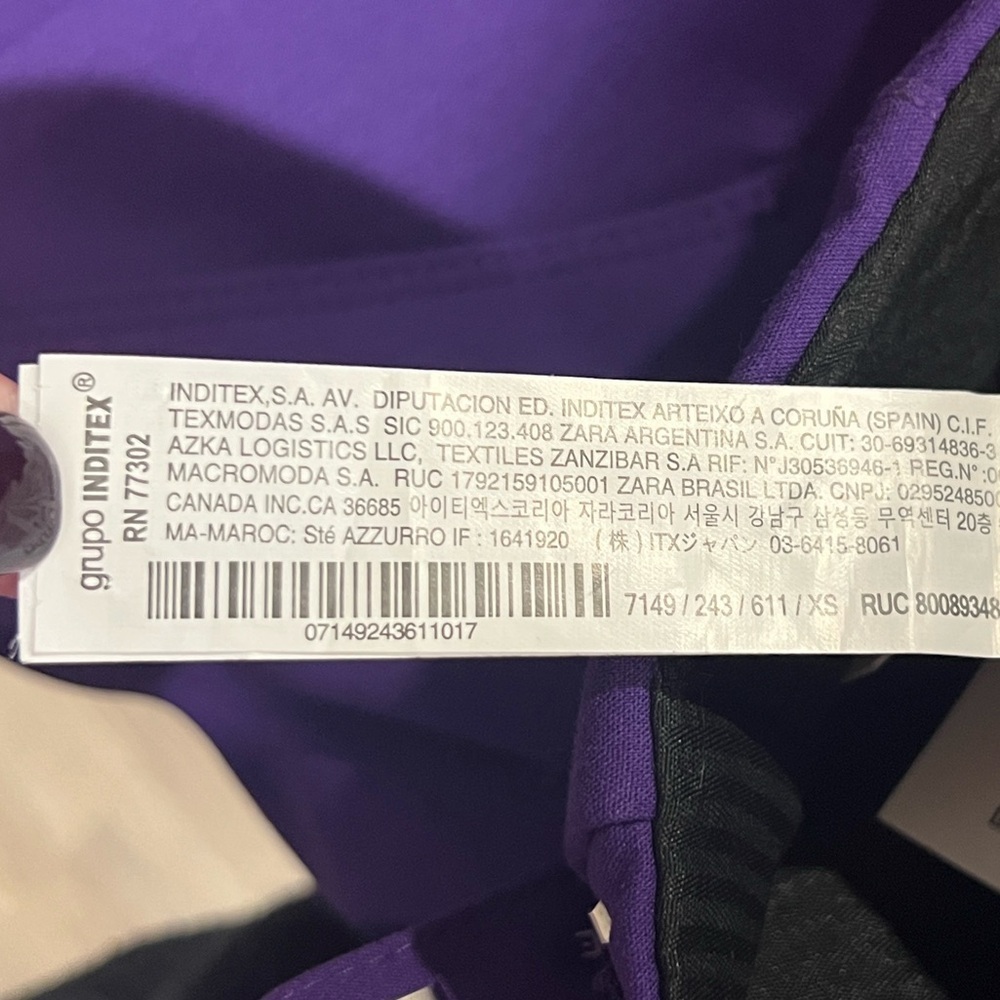 grupo INDITEX®
RN 77302
INDITEX,S.A. AV. DIPUTACION ED. INDITEX ARTEIXO A CORUÑA (SPAIN) C.I.F.
TEXMODAS S.A.S SIC 900.123.408 ZARA ARGENTINA S.A. CUIT: 30-69314836-3
AZKA LOGISTICS LLC, TEXTILES ZANZIBAR S.A RIF: N°J30536946-1 REG.N° :0
MACROMODA S.A. RUC 1792159105001 ZARA BRASIL LTDA. CNPJ: 029524850
CANADA INC.CA 36685 아이티엑스코리아 자라코리아 서울시 강남구 삼성동 무역센터 20층
MA-MAROC: Sté AZZURRO IF : 1641920 (株) ITXジャパン 03-6415-8061
7149 / 243 / 611 / XS RUC 80089348
07149243611017